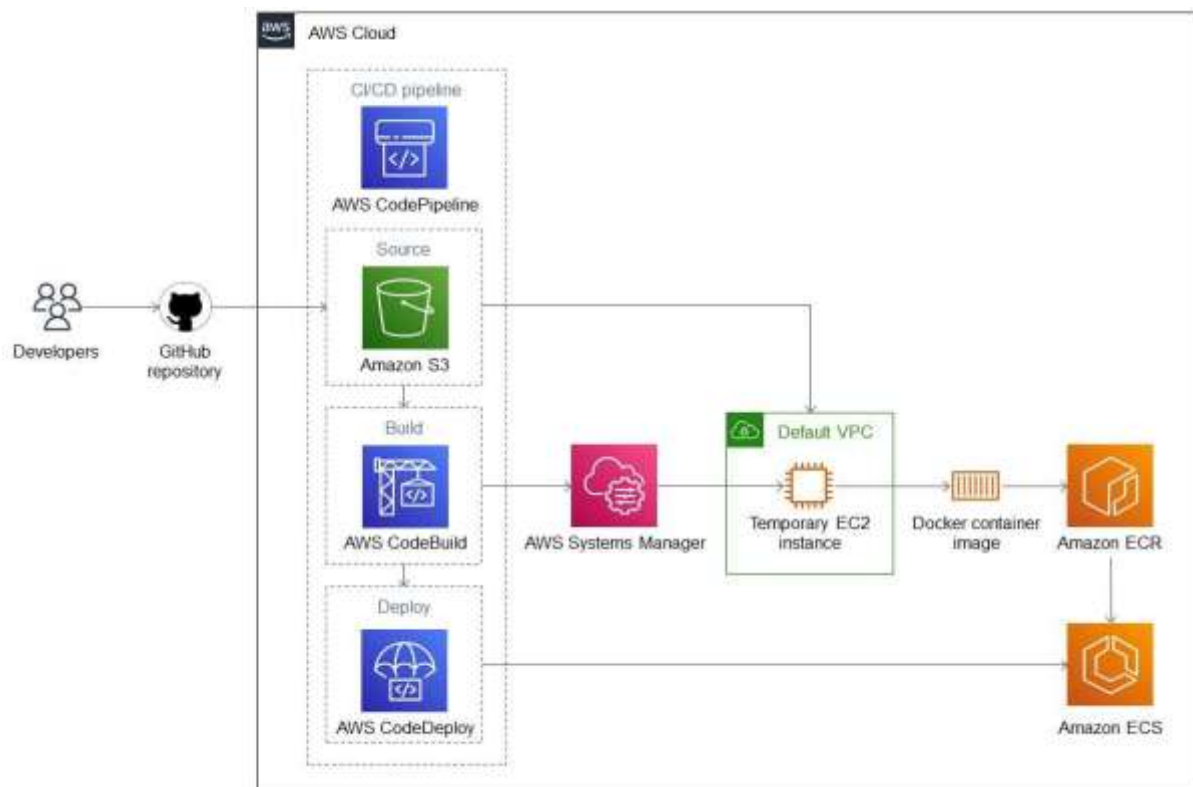 aws
AWS Cloud
CI/CD pipeline
AWS CodePipeline
Source
Amazon S3
Developers
GitHub
repository
Build
AWS CodeBuild
AWS Systems Manager
Default VPC
Temporary EC2
instance
Docker container
image
Amazon ECR
Deploy
AWS CodeDeploy
Amazon ECS